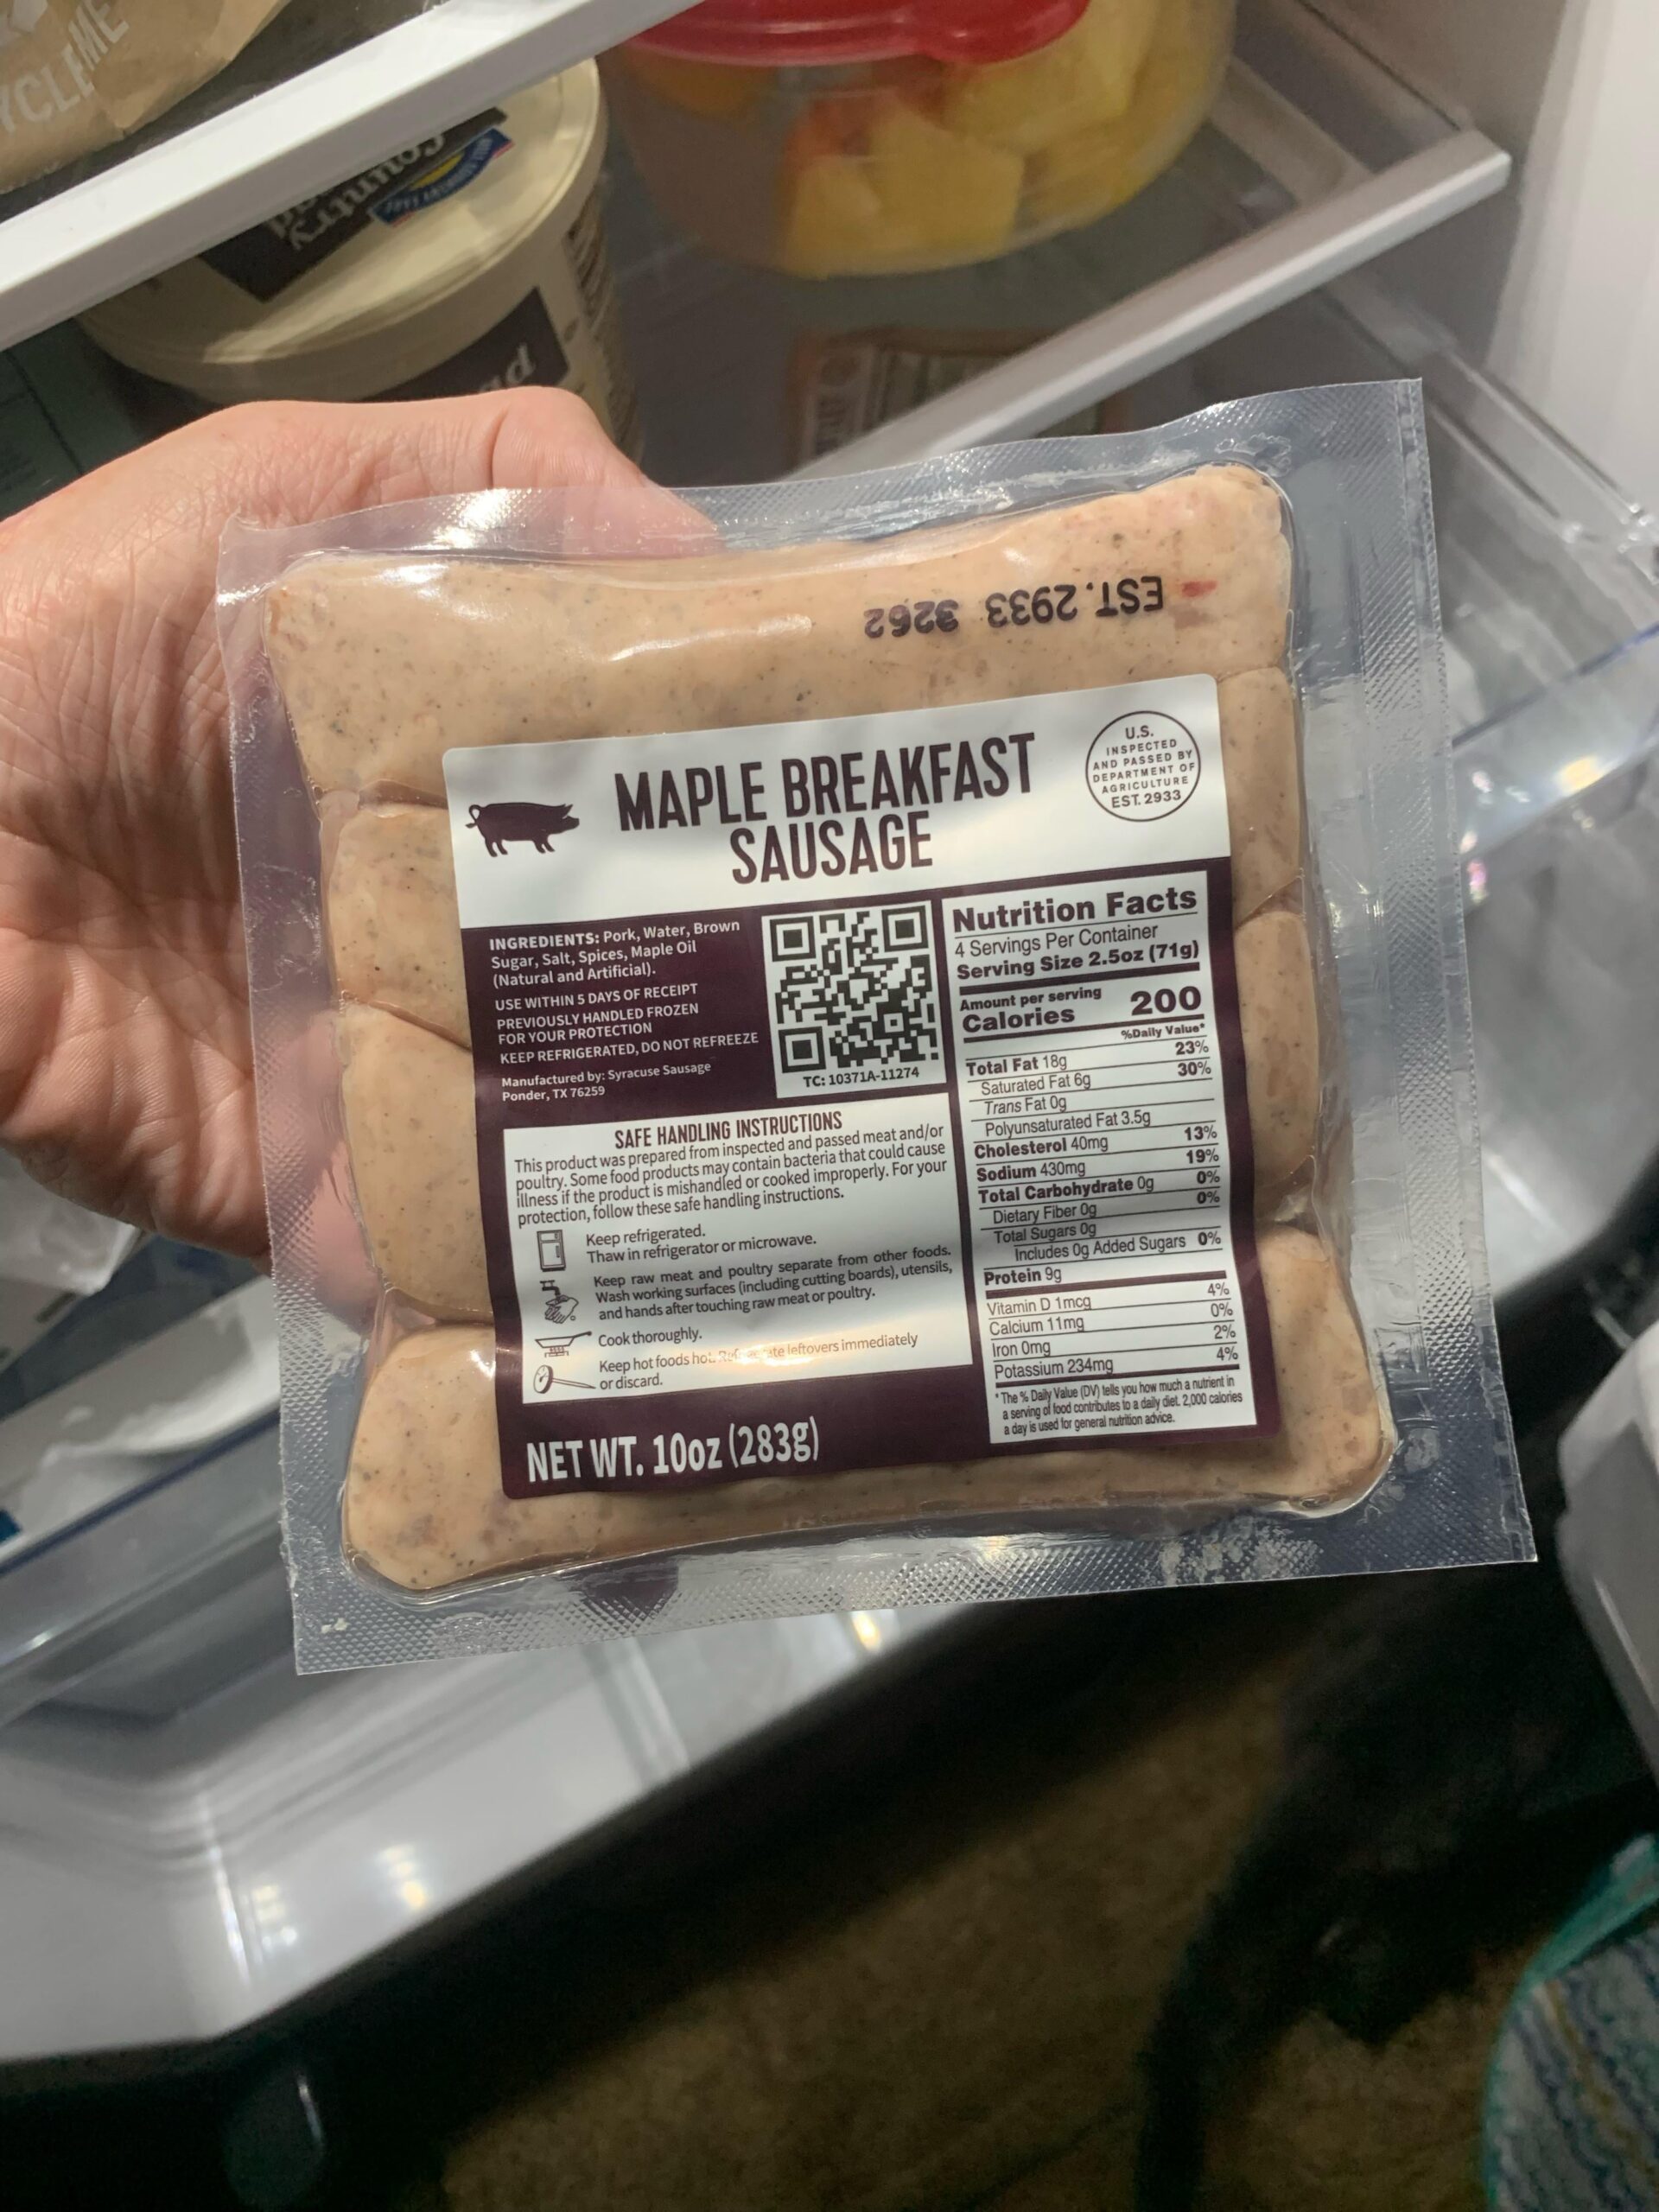 YCLE ME
Country
EST. 2933 3262
MAPLE BREAKFAST
SAUSAGE
U.S.
INSPECTED
AND PASSED BY
DEPARTMENT OF
AGRICULTURE
EST. 2933
INGREDIENTS: Pork, Water, Brown
Sugar, Salt, Spices, Maple Oil
(Natural and Artificial).
USE WITHIN 5 DAYS OF RECEIPT
PREVIOUSLY HANDLED FROZEN
FOR YOUR PROTECTION
KEEP REFRIGERATED, DO NOT REFREEZE
Manufactured by: Syracuse Sausage
Ponder, TX 76259
TC: 10371A-11274
SAFE HANDLING INSTRUCTIONS
This product was prepared from inspected and passed meat and/or
poultry. Some food products may contain bacteria that could cause
illness if the product is mishandled or cooked improperly. For your
protection, follow these safe handling instructions.
Keep refrigerated.
Thaw in refrigerator or microwave.
Keep raw meat and poultry separate from other foods.
Wash working surfaces (including cutting boards), utensils,
and hands after touching raw meat or poultry.
Cook thoroughly.
Keep hot foods hot. Refrigerate leftovers immediately
or discard.
NET WT. 10oz (283g)
Nutrition Facts
4 Servings Per Container
Serving Size 2.5oz (71g)
Amount per serving
Calories 200
%Daily Value*
Total Fat 18g 23%
Saturated Fat 6g 30%
Trans Fat 0g
Polyunsaturated Fat 3.5g
Cholesterol 40mg 13%
Sodium 430mg 19%
Total Carbohydrate 0g 0%
Dietary Fiber 0g 0%
Total Sugars 0g
Includes 0g Added Sugars 0%
Protein 9g
Vitamin D 1mcg 4%
Calcium 11mg 0%
Iron 0mg 2%
Potassium 234mg 4%
* The % Daily Value (DV) tells you how much a nutrient in
a serving of food contributes to a daily diet. 2,000 calories
a day is used for general nutrition advice.